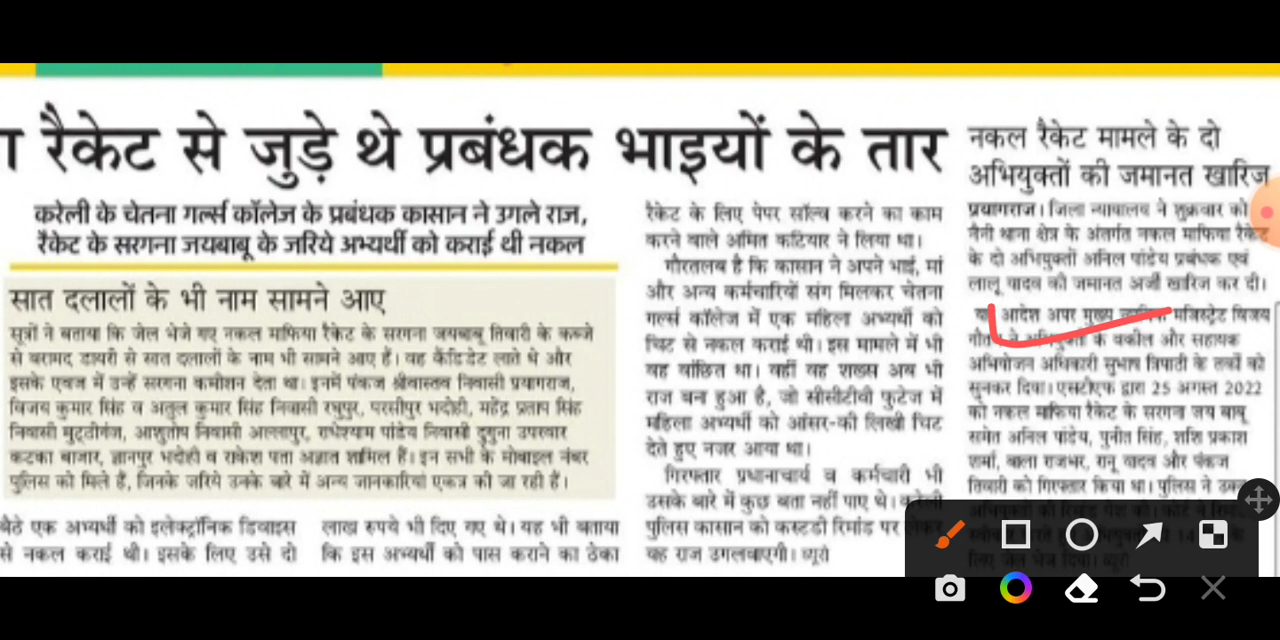 रैकेट से जुड़े थे प्रबंधक भाइयों के तार
करेली के चेतना गर्ल्स कॉलेज के प्रबंधक कासान ने उगले राज,
रैकेट के सरगना जयबाबू के जरिये अभ्यर्थी को कराई थी नकल
सात दलालों के भी नाम सामने आए
सूत्रों ने बताया कि जेल भेजे गए नकल माफिया रैकेट के सरगना जयबाबू तिवारी के कब्जे
से बरामद डायरी से सात दलालों के नाम भी सामने आए हैं। वह कैंडिडेट लाते थे और
इसके एवज में उन्हें सरगना कमीशन देता था। इनमें पंकज श्रीवास्तव निवासी प्रयागराज,
विजय कुमार सिंह व अतुल कुमार सिंह निवासी रघुपुर, परसीपुर भदोही, महेंद्र प्रताप सिंह
निवासी मुट्ठीगंज, आशुतोष निवासी अल्लापुर, राधेश्याम पांडेय निवासी दुगुना उपरवार
कटका बाजार, ज्ञानपुर भदोही व राकेश पता अज्ञात शामिल हैं। इन सभी के मोबाइल नंबर
पुलिस को मिले हैं, जिनके जरिये उनके बारे में अन्य जानकारियां एकत्र की जा रही हैं।
बैठे एक अभ्यर्थी को इलेक्ट्रॉनिक डिवाइस
से नकल कराई थी। इसके लिए उसे दो
लाख रुपये भी दिए गए थे। यह भी बताया
कि इस अभ्यर्थी को पास कराने का ठेका
रैकेट के लिए पेपर सॉल्व करने का काम
करने वाले अमित कटियार ने लिया था।
गौरतलब है कि कासान ने अपने भाई, मां
और अन्य कर्मचारियों संग मिलकर चेतना
गर्ल्स कॉलेज में एक महिला अभ्यर्थी को
चिट से नकल कराई थी। इस मामले में भी
वह वांछित था। वहीं वह शख्स अब भी
राज बना हुआ है, जो सीसीटीवी फुटेज में
महिला अभ्यर्थी को आंसर-की लिखी चिट
देते हुए नजर आया था।
गिरफ्तार प्रधानाचार्य व कर्मचारी भी
उसके बारे में कुछ बता नहीं पाए थे। करेली
पुलिस कासान को कस्टडी रिमांड पर लेकर
यह राज उगलवाएगी। ब्यूरो
नकल रैकेट मामले के दो
अभियुक्तों की जमानत खारिज
प्रयागराज। जिला न्यायालय ने शुक्रवार को
नैनी थाना क्षेत्र के अंतर्गत नकल माफिया रैकेट
के दो अभियुक्तों अनिल पांडेय प्रबंधक एवं
लालू यादव की जमानत अर्जी खारिज कर दी।
आदेश अपर मुख्य मजिस्ट्रेट विजय
के वकील और सहायक
अभियोजन अधिकारी सुभाष त्रिपाठी के तर्कों को
सुनकर दिया। एसटीएफ द्वारा 25 अगस्त 2022
को नकल माफिया रैकेट के सरगना जय बाबू
समेत अनिल पांडेय, पुनीत सिंह, शशि प्रकाश
शर्मा, बाला राजभर, रानू यादव और पंकज
तिवारी को गिरफ्तार किया था। पुलिस ने
लिए जेल भेज दिया। ब्यूरो